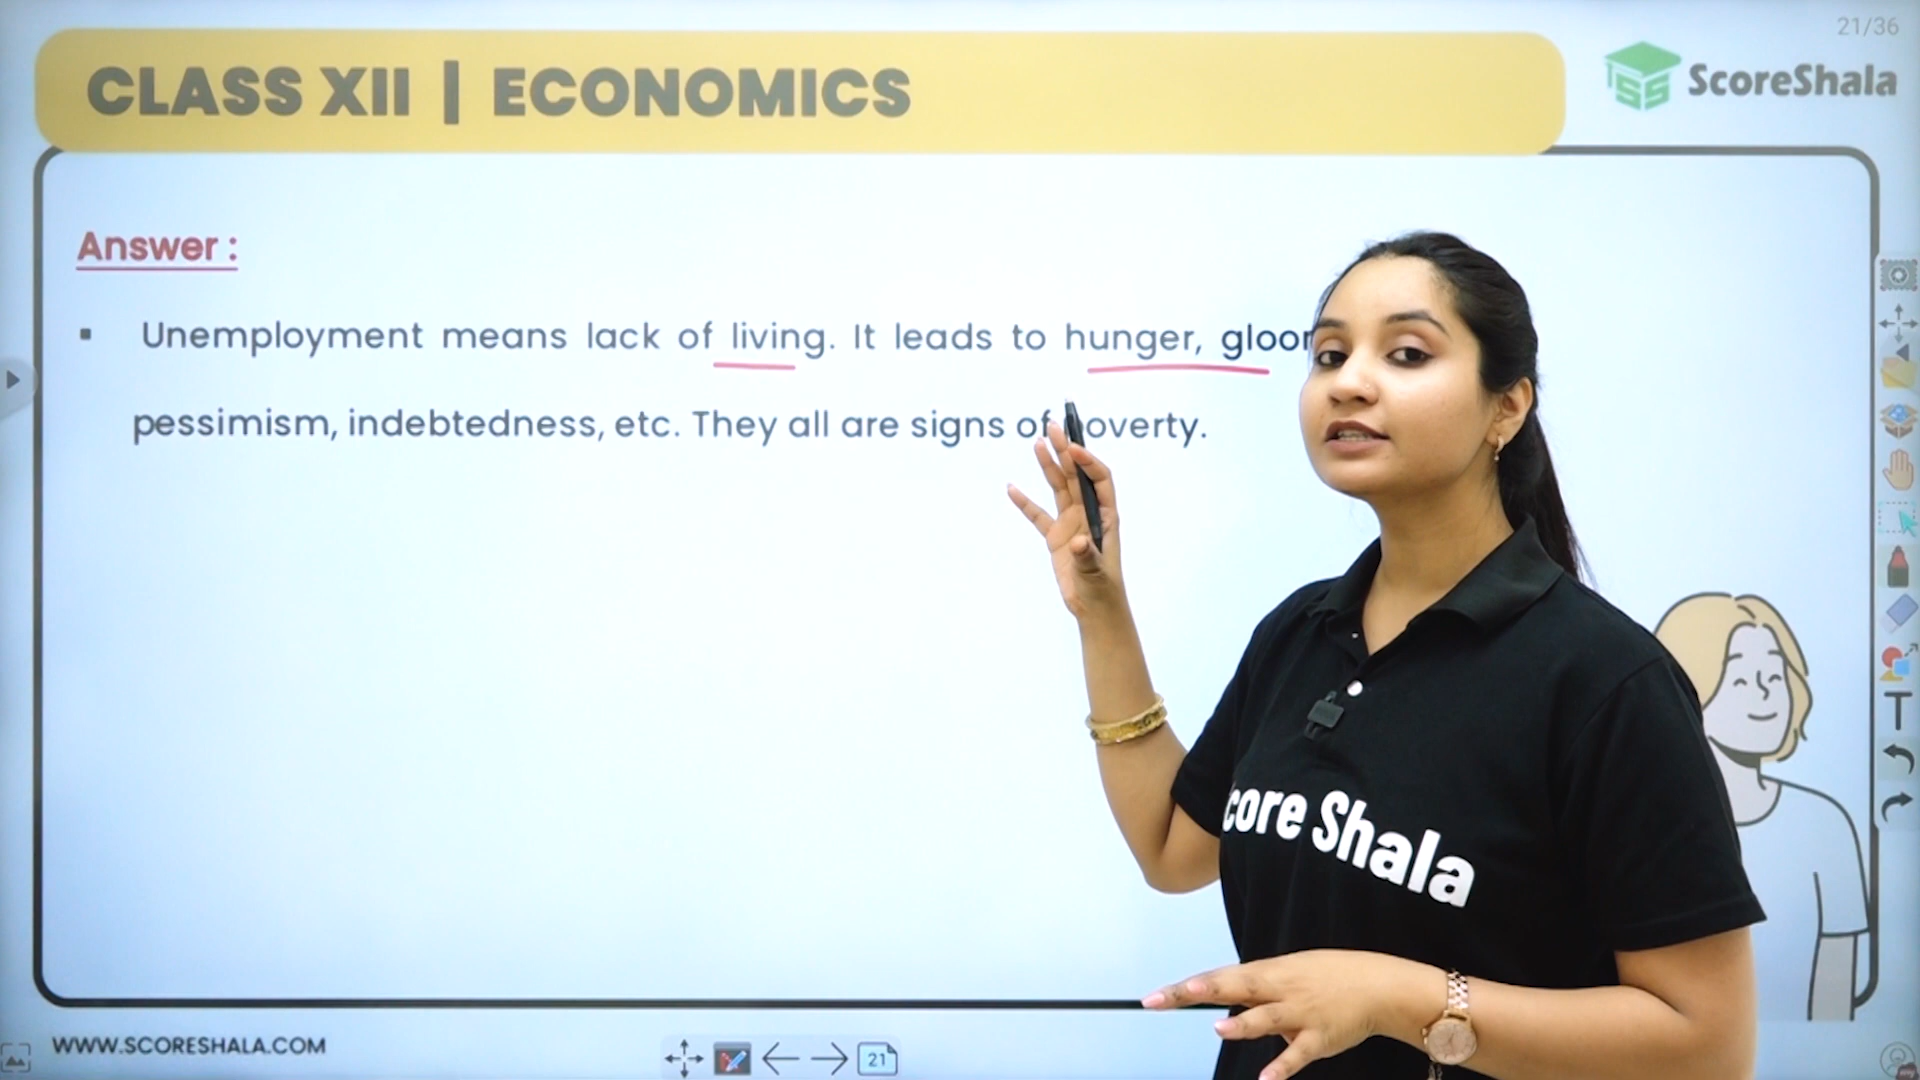 21/36
CLASS XII | ECONOMICS
ScoreShala
Answer :
Unemployment means lack of living. It leads to hunger,
pessimism, indebtedness, etc. They all are signs of poverty.
core Shala
WWW.SCORESHALA.COM
21